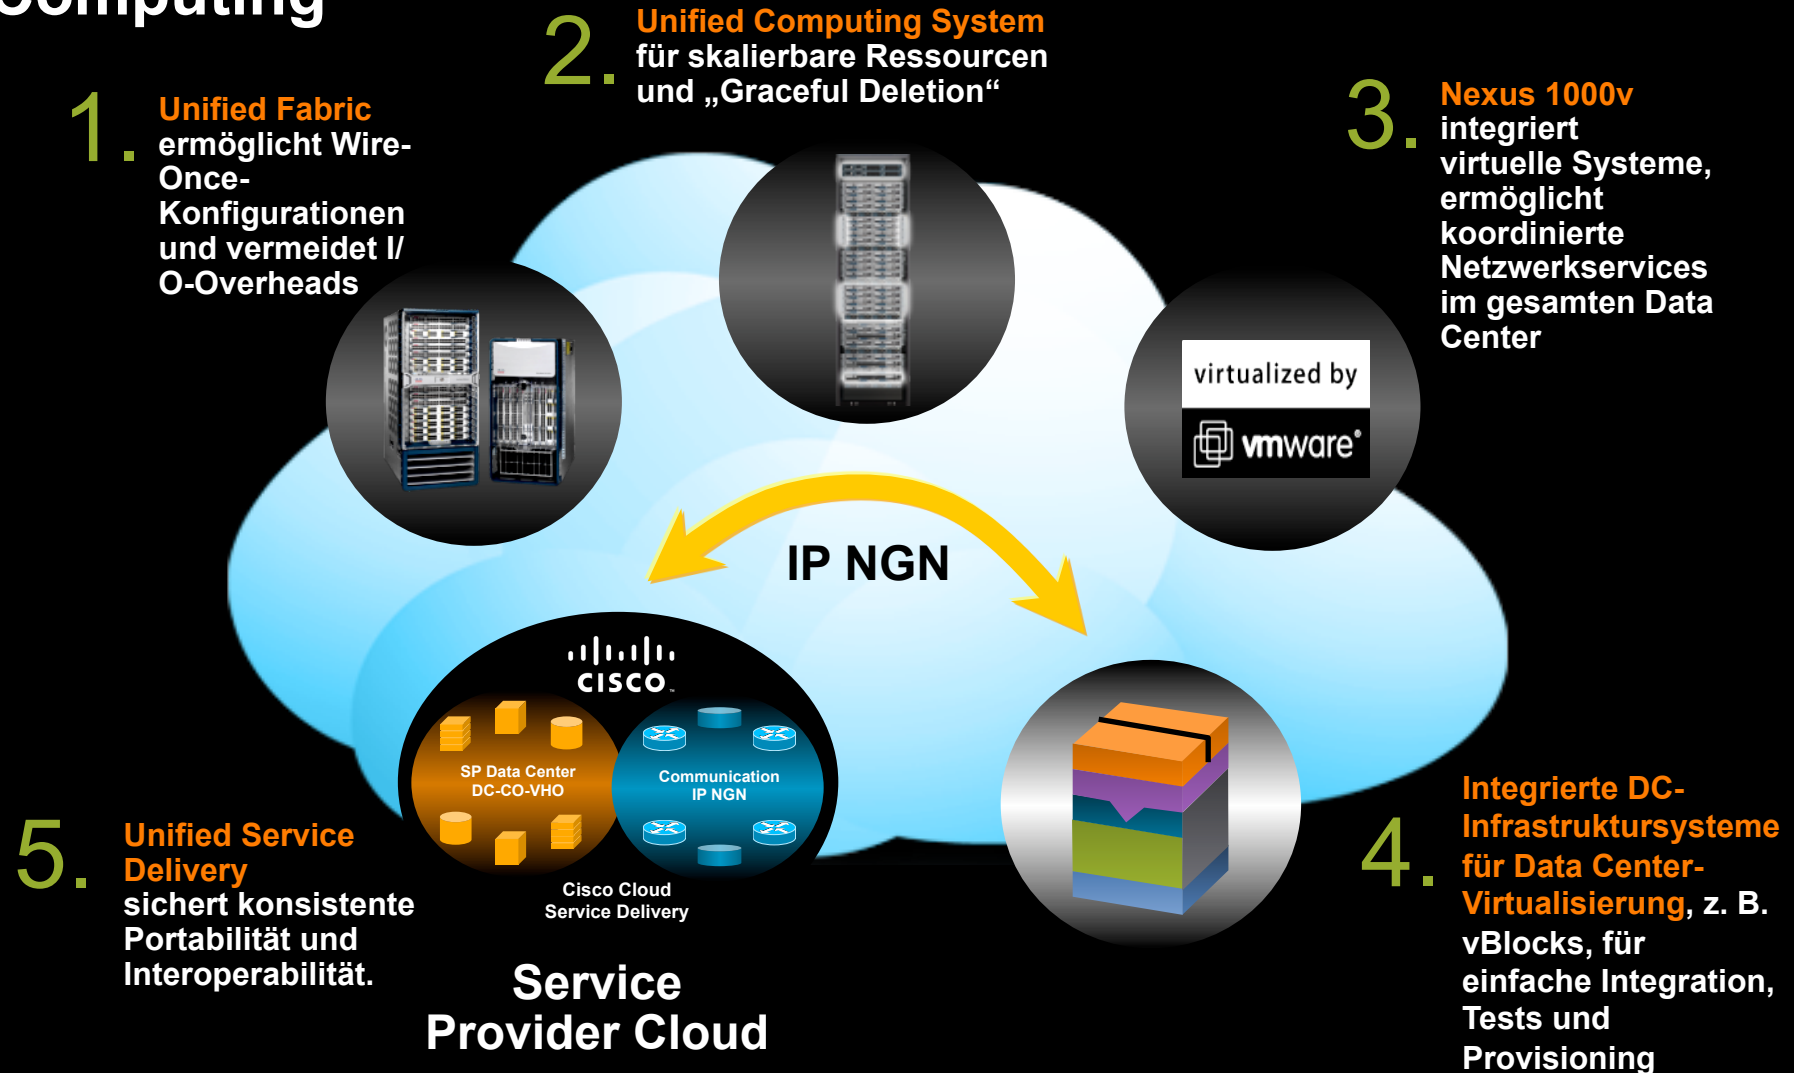 Computing
1.
Unified Fabric
ermöglicht Wire-
Once-
Konfigurationen
und vermeidet I/
O-Overheads
2.
Unified Computing System
für skalierbare Ressourcen
und „Graceful Deletion“
3.
Nexus 1000v
integriert
virtuelle Systeme,
ermöglicht
koordinierte
Netzwerkservices
im gesamten Data
Center
virtualized by
vmware®
IP NGN
CISCO™
SP Data Center
DC-CO-VHO
Communication
IP NGN
Cisco Cloud
Service Delivery
Service
Provider Cloud
4.
Integrierte DC-
Infrastruktursysteme
für Data Center-
Virtualisierung, z. B.
vBlocks, für
einfache Integration,
Tests und
Provisioning
5.
Unified Service
Delivery
sichert konsistente
Portabilität und
Interoperabilität.